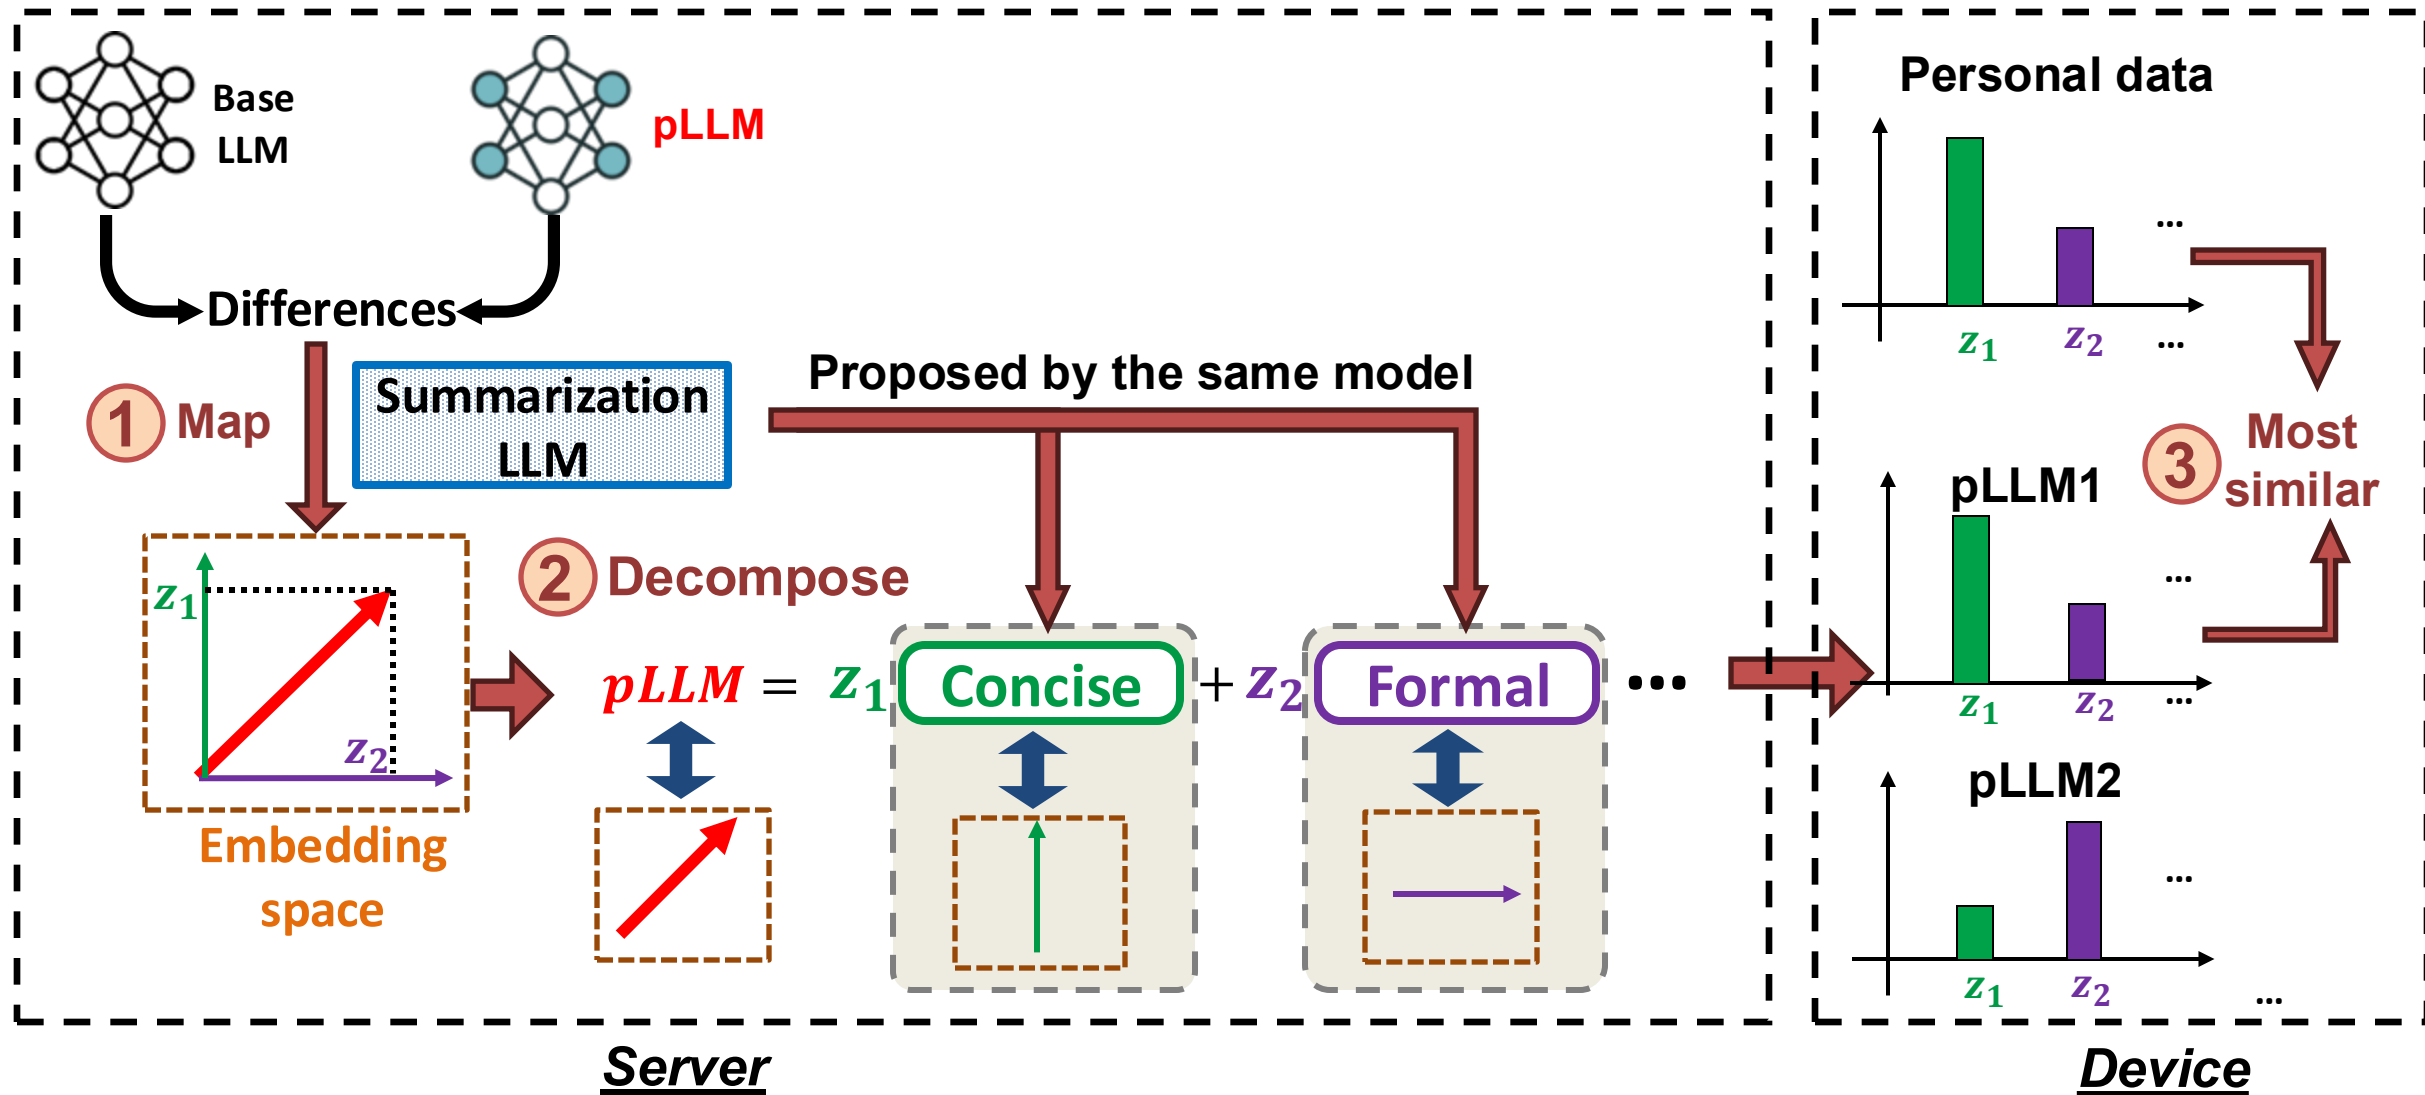 Base
LLM
pLLM
Differences
1 Map
Summarization
LLM
Proposed by the same model
z1
z2
Embedding
space
2 Decompose
pLLM = z1 Concise + z2 Formal ...
Server
Personal data
...
z1 z2 ...
3 Most
similar
pLLM1
...
z1 z2 ...
pLLM2
...
z1 z2 ...
Device